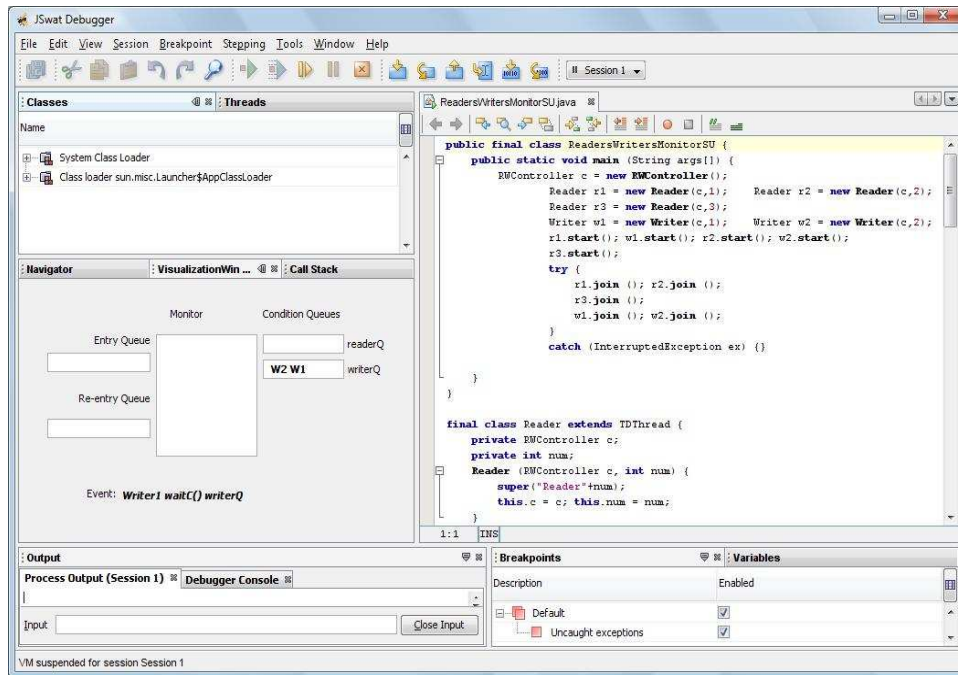 JSwat Debugger
File Edit View Session Breakpoint Stepping Tools Window Help
Session 1
Classes
Threads
Name
System Class Loader
Class loader sun.misc.Launcher$AppClassLoader
Navigator
VisualizationWin ...
Call Stack
Monitor
Condition Queues
Entry Queue
readerQ
W2 W1
writerQ
Re-entry Queue
Event: Writer1 waitC() writerQ
ReadersWritersMonitorSU.java
public final class ReadersWritersMonitorSU {
public static void main (String args[]) {
RWController c = new RWController();
Reader r1 = new Reader(c,1); Reader r2 = new Reader(c,2);
Reader r3 = new Reader(c,3);
Writer w1 = new Writer(c,1); Writer w2 = new Writer(c,2);
r1.start(); w1.start(); r2.start(); w2.start();
r3.start();
try {
r1.join (); r2.join ();
r3.join ();
w1.join (); w2.join ();
}
catch (InterruptedException ex) {}
}
}
final class Reader extends TDThread {
private RWController c;
private int num;
Reader (RWController c, int num) {
super("Reader"+num);
this.c = c; this.num = num;
}
1:1 INS
Output
Process Output (Session 1)
Debugger Console
Input
Close Input
Breakpoints
Variables
Description
Enabled
Default
Uncaught exceptions
VM suspended for session Session 1